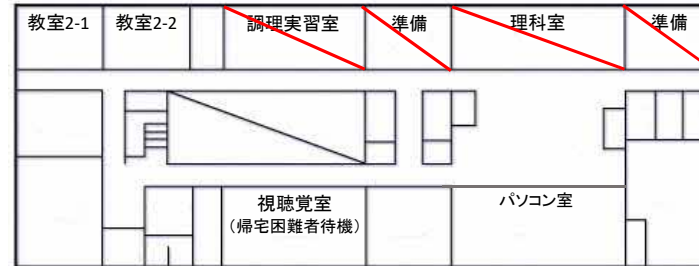 教室2-1
教室2-2
調理実習室
準備
理科室
準備
視聴覚室
（帰宅困難者待機）
パソコン室